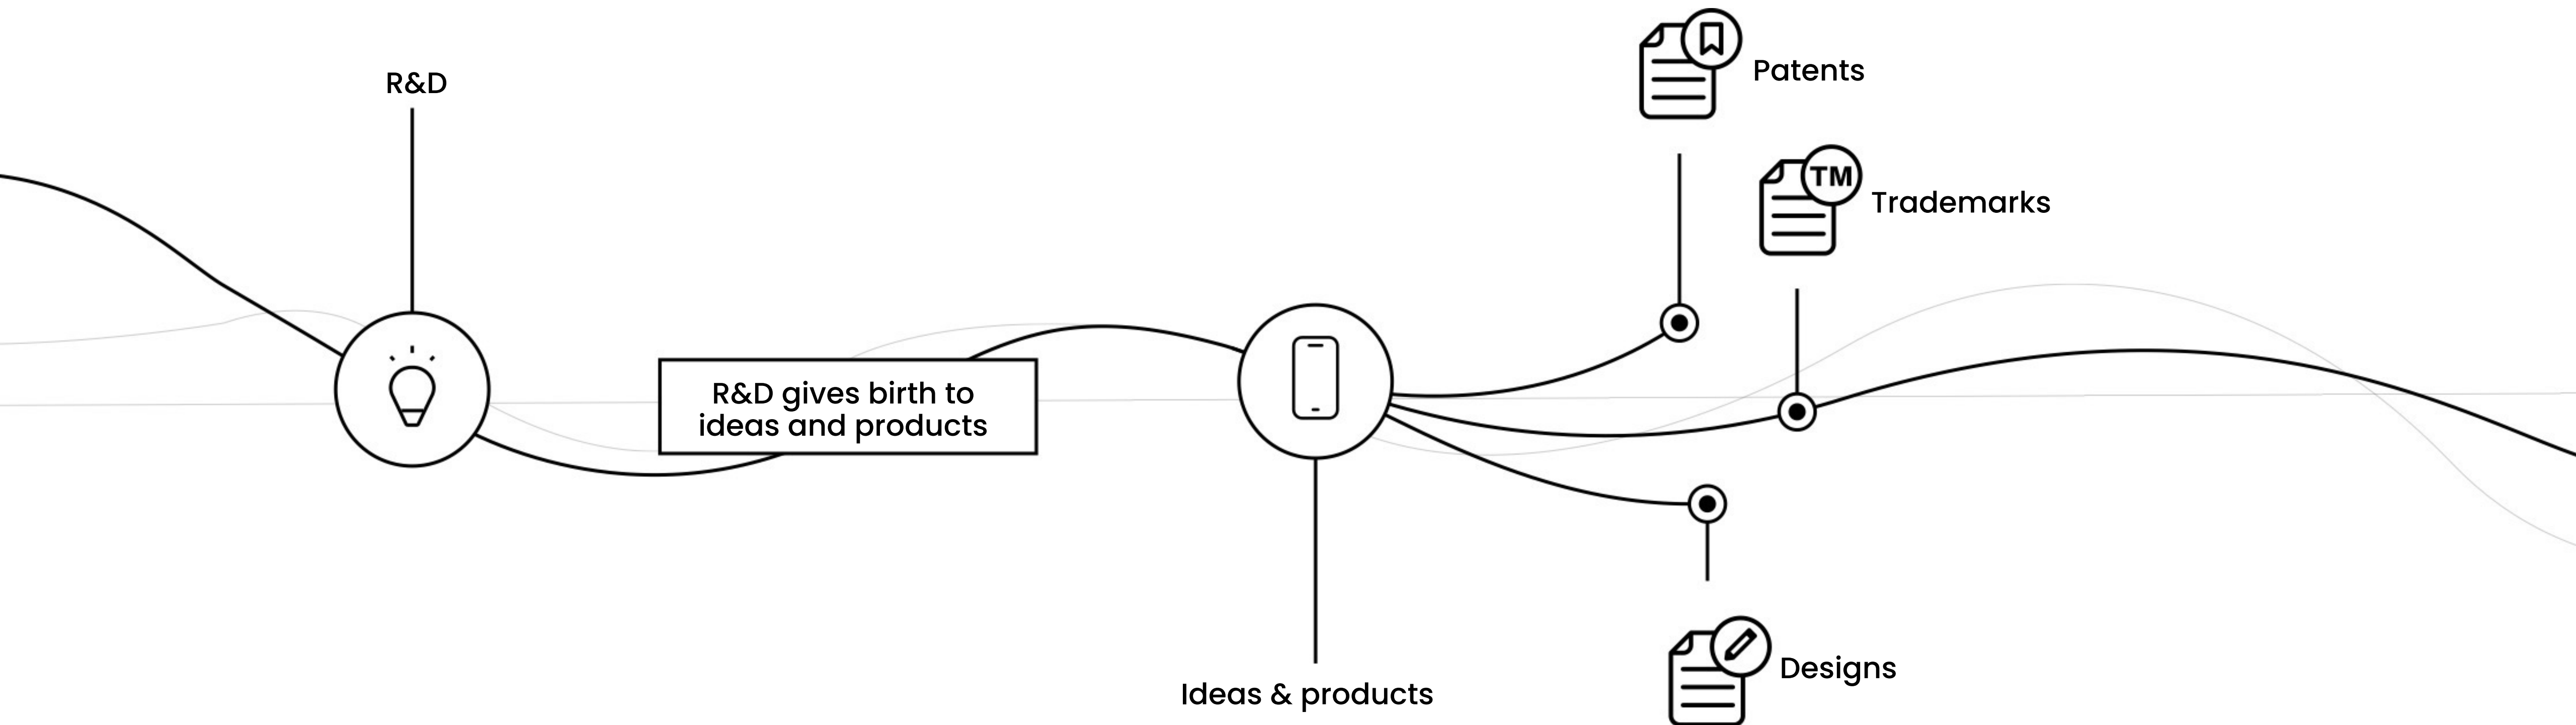 R&D
R&D gives birth to
ideas and products
Ideas & products
Patents
TM
Trademarks
Designs